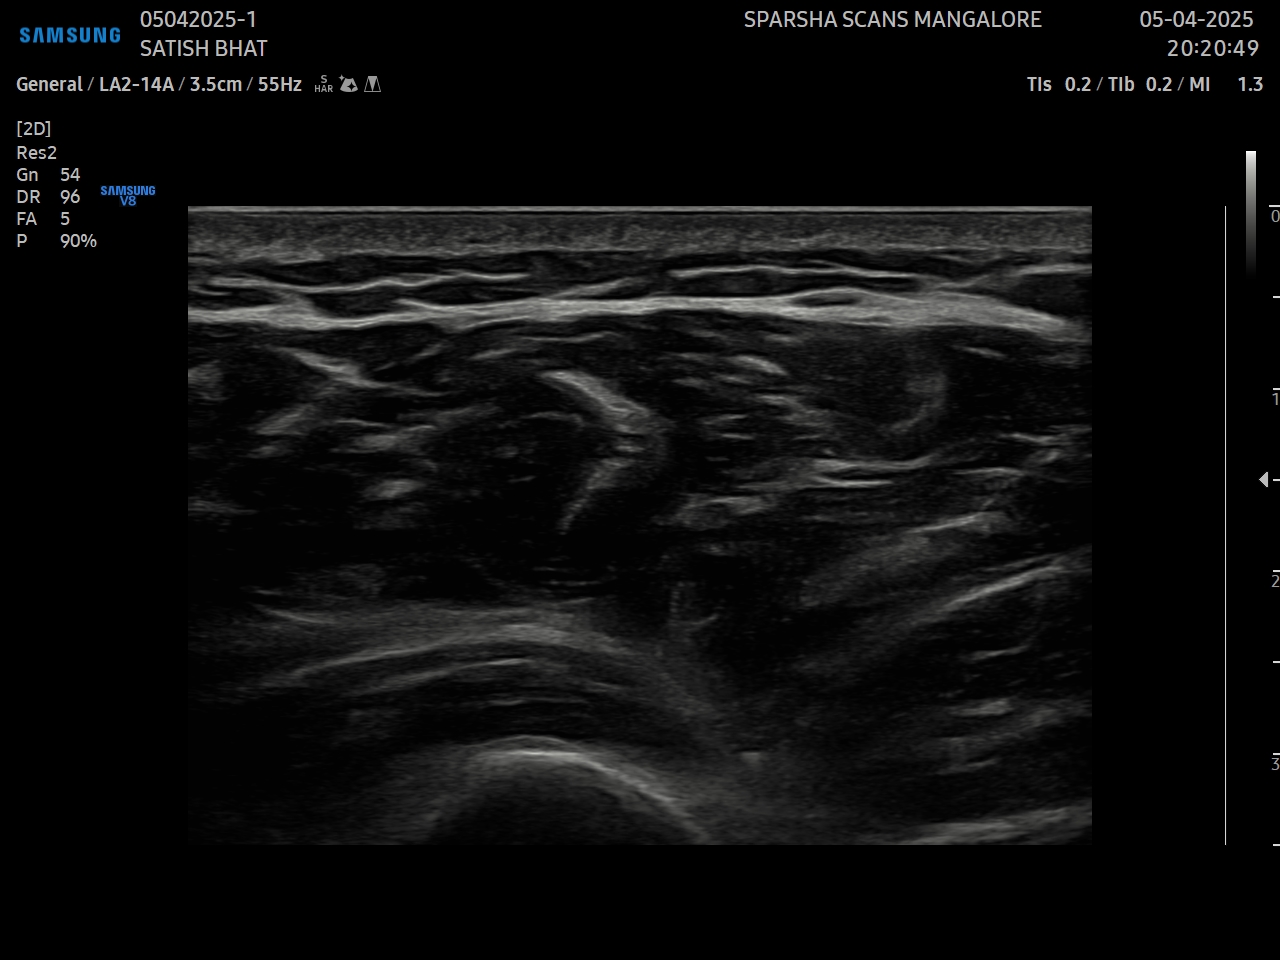 SAMSUNG
05042025-1
SATISH BHAT
SPARSHA SCANS MANGALORE
05-04-2025
20:20:49
General / LA2-14A / 3.5cm / 55Hz
S
HAR
TIs 0.2 / TIb 0.2 / MI 1.3
[2D]
Res2
Gn 54
DR 96
FA 5
P 90%
SAMSUNG
V8
0
1
2
3